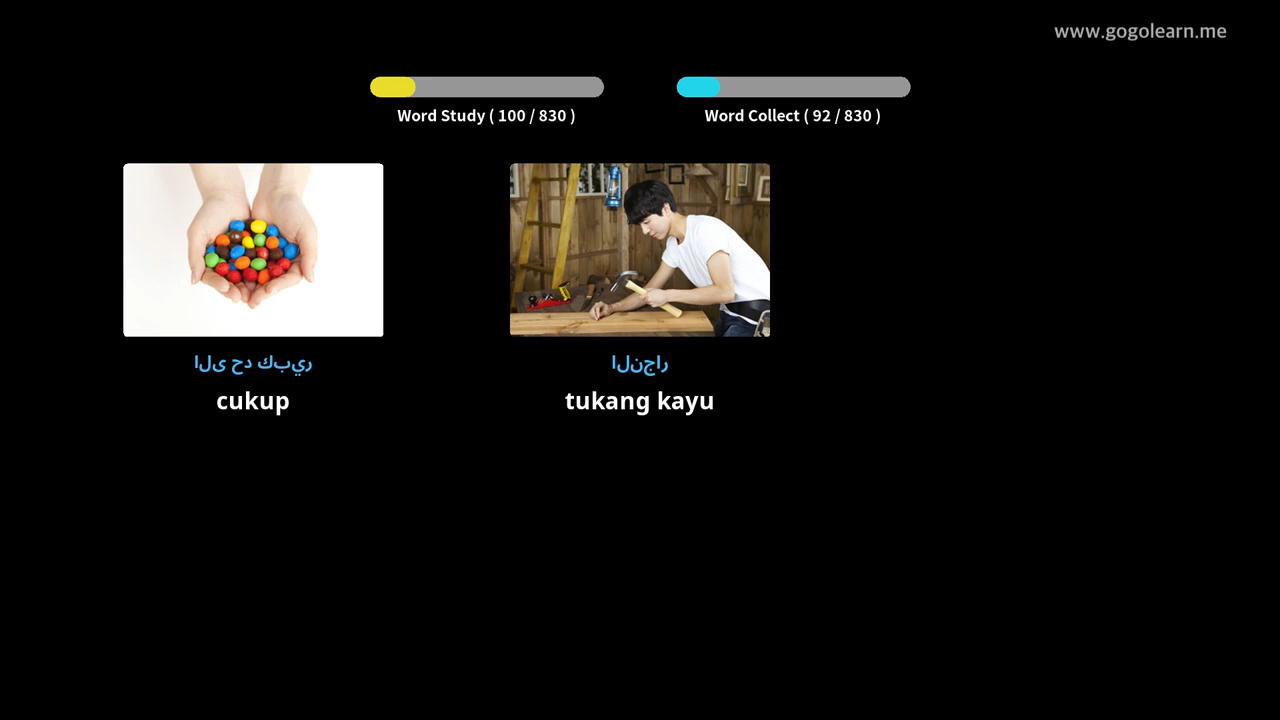 www.gogolearn.me
Word Study ( 100 / 830 )
Word Collect ( 92 / 830 )
الى حد كبير
cukup
النجار
tukang kayu